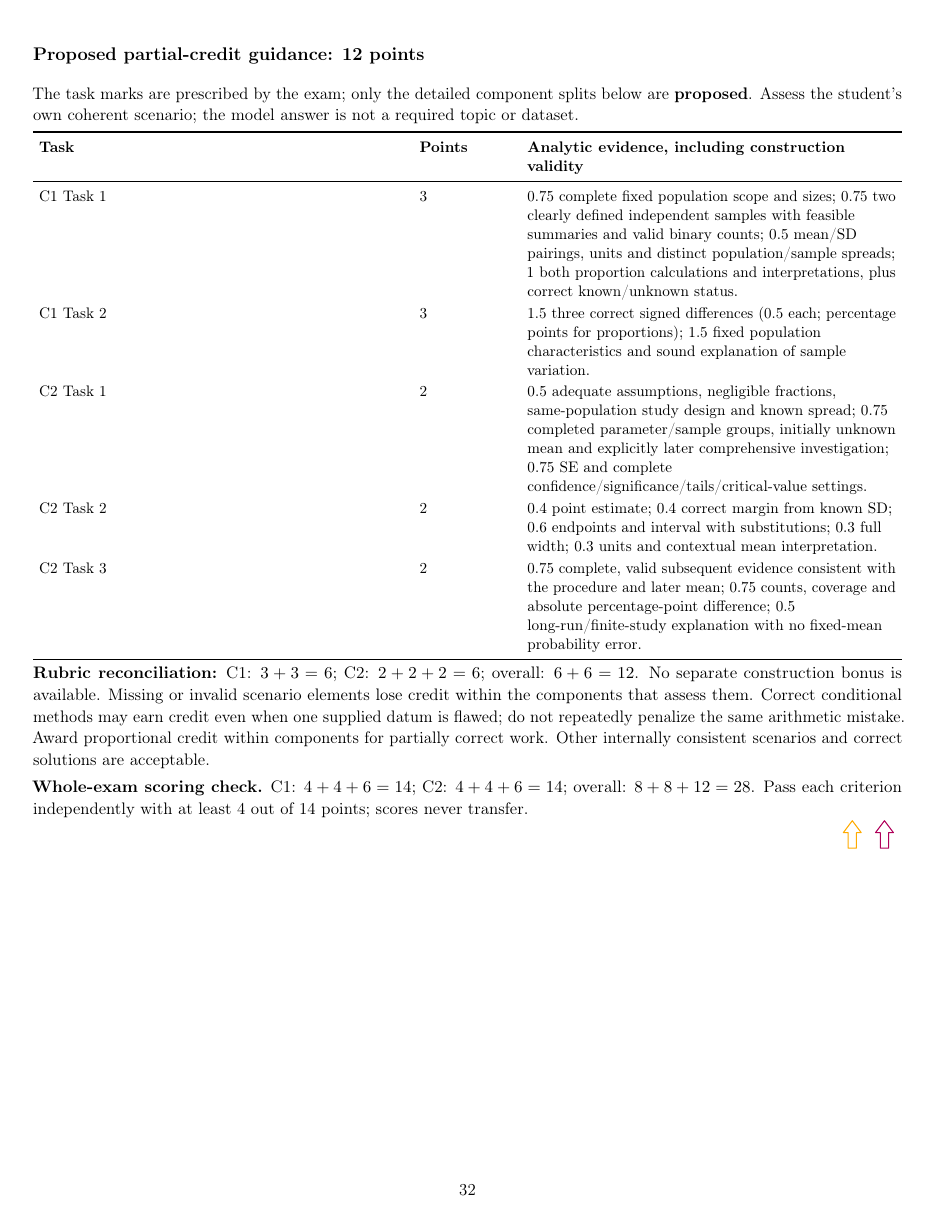 Proposed partial-credit guidance: 12 points
The task marks are prescribed by the exam; only the detailed component splits below are proposed. Assess the student's
own coherent scenario; the model answer is not a required topic or dataset.
Task Points Analytic evidence, including construction
validity
C1 Task 1 3 0.75 complete fixed population scope and sizes; 0.75 two
clearly defined independent samples with feasible
summaries and valid binary counts; 0.5 mean/SD
pairings, units and distinct population/sample spreads;
1 both proportion calculations and interpretations, plus
correct known/unknown status.
C1 Task 2 3 1.5 three correct signed differences (0.5 each; percentage
points for proportions); 1.5 fixed population
characteristics and sound explanation of sample
variation.
C2 Task 1 2 0.5 adequate assumptions, negligible fractions,
same-population study design and known spread; 0.75
completed parameter/sample groups, initially unknown
mean and explicitly later comprehensive investigation;
0.75 SE and complete
confidence/significance/tails/critical-value settings.
C2 Task 2 2 0.4 point estimate; 0.4 correct margin from known SD;
0.6 endpoints and interval with substitutions; 0.3 full
width; 0.3 units and contextual mean interpretation.
C2 Task 3 2 0.75 complete, valid subsequent evidence consistent with
the procedure and later mean; 0.75 counts, coverage and
absolute percentage-point difference; 0.5
long-run/finite-study explanation with no fixed-mean
probability error.
Rubric reconciliation: C1: 3 + 3 = 6; C2: 2 + 2 + 2 = 6; overall: 6 + 6 = 12. No separate construction bonus is
available. Missing or invalid scenario elements lose credit within the components that assess them. Correct conditional
methods may earn credit even when one supplied datum is flawed; do not repeatedly penalize the same arithmetic mistake.
Award proportional credit within components for partially correct work. Other internally consistent scenarios and correct
solutions are acceptable.
Whole-exam scoring check. C1: 4 + 4 + 6 = 14; C2: 4 + 4 + 6 = 14; overall: 8 + 8 + 12 = 28. Pass each criterion
independently with at least 4 out of 14 points; scores never transfer.
32